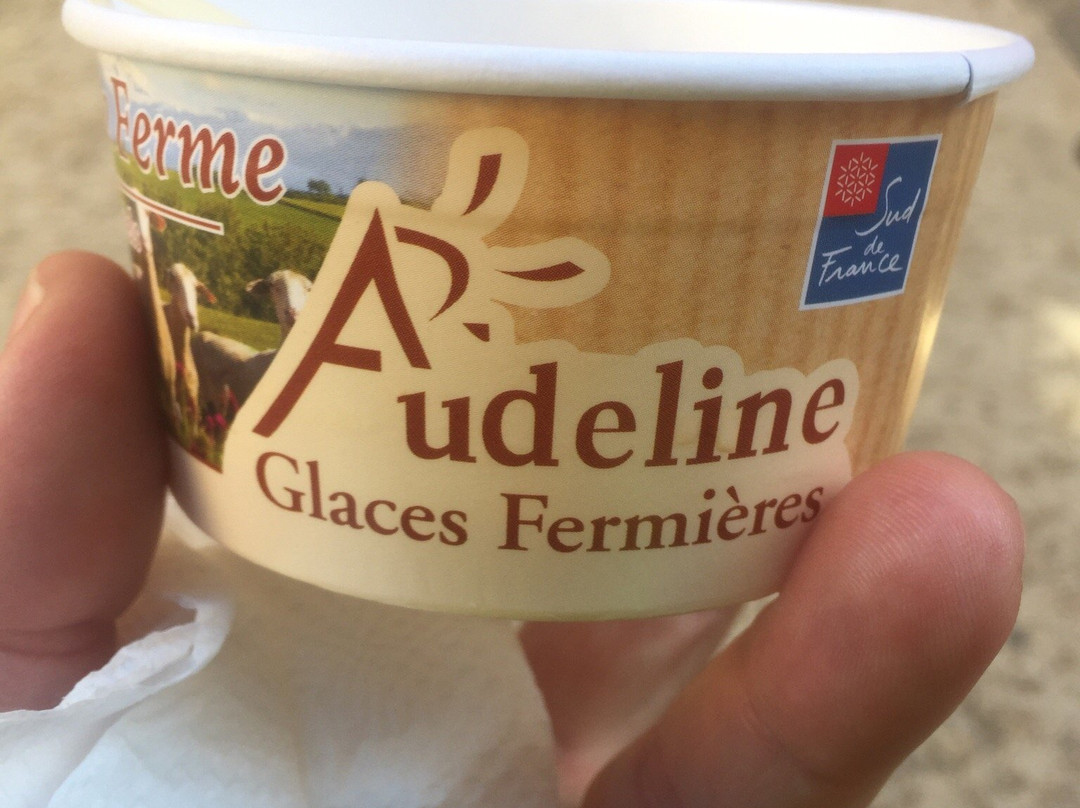 Ferme
Audeline
Glaces Fermières
Sud
de
France